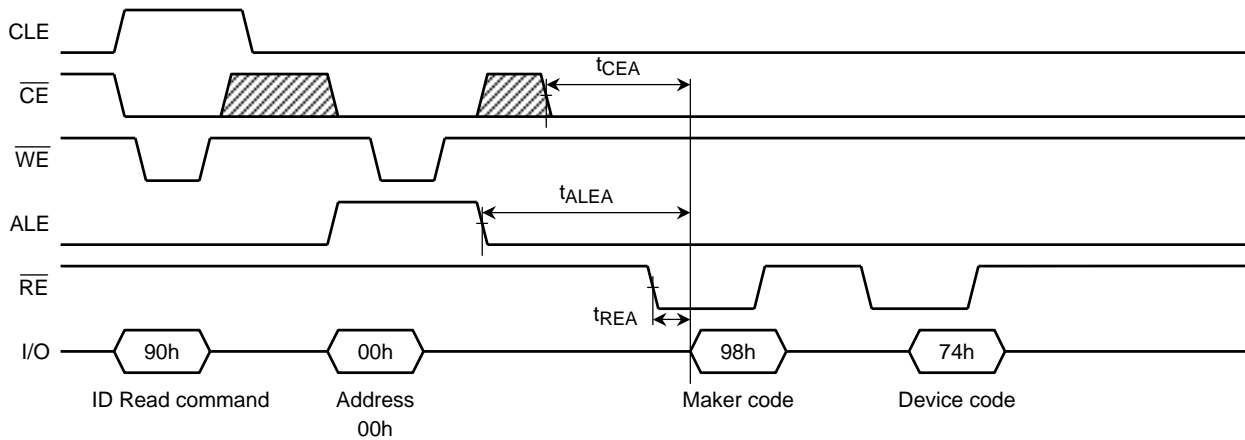 CLE
CE
tCEA
WE
tALEA
ALE
RE
tREA
I/O
90h
00h
98h
74h
ID Read command
Address
00h
Maker code
Device code